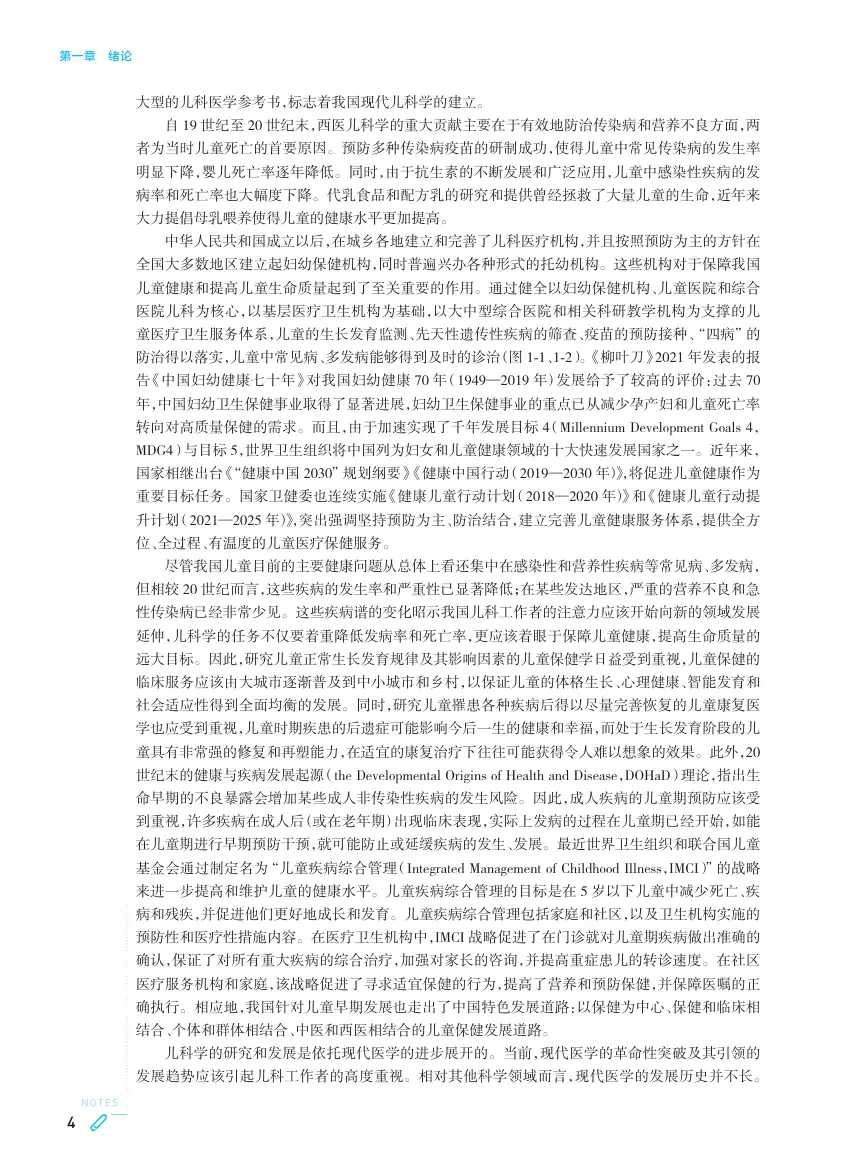 第一章 绪论
大型的儿科医学参考书,标志着我国现代儿科学的建立。
自 19 世纪至 20 世纪末,西医儿科学的重大贡献主要在于有效地防治传染病和营养不良方面,两
者为当时儿童死亡的首要原因。预防多种传染病疫苗的研制成功,使得儿童中常见传染病的发生率
明显下降,婴儿死亡率逐年降低。同时,由于抗生素的不断发展和广泛应用,儿童中感染性疾病的发
病率和死亡率也大幅度下降。代乳食品和配方乳的研究和提供曾经拯救了大量儿童的生命,近年来
大力提倡母乳喂养使得儿童的健康水平更加提高。
中华人民共和国成立以后,在城乡各地建立和完善了儿科医疗机构,并且按照预防为主的方针在
全国大多数地区建立起妇幼保健机构,同时普遍兴办各种形式的托幼机构。这些机构对于保障我国
儿童健康和提高儿童生命质量起到了至关重要的作用。通过健全以妇幼保健机构、儿童医院和综合
医院儿科为核心,以基层医疗卫生机构为基础,以大中型综合医院和相关科研教学机构为支撑的儿
童医疗卫生服务体系,儿童的生长发育监测、先天性遗传性疾病的筛查、疫苗的预防接种、“四病”的
防治得以落实,儿童中常见病、多发病能够得到及时的诊治(图 1-1、1-2)。《柳叶刀》2021 年发表的报
告《中国妇幼健康七十年》对我国妇幼健康 70 年(1949—2019 年)发展给予了较高的评价:过去 70
年,中国妇幼卫生保健事业取得了显著进展,妇幼卫生保健事业的重点已从减少孕产妇和儿童死亡率
转向对高质量保健的需求。而且,由于加速实现了千年发展目标 4(Millennium Development Goals 4,
MDG4)与目标 5,世界卫生组织将中国列为妇女和儿童健康领域的十大快速发展国家之一。近年来,
国家相继出台《“健康中国 2030”规划纲要》《健康中国行动(2019—2030 年)》,将促进儿童健康作为
重要目标任务。国家卫健委也连续实施《健康儿童行动计划(2018—2020 年)》和《健康儿童行动提
升计划(2021—2025 年)》,突出强调坚持预防为主、防治结合,建立完善儿童健康服务体系,提供全方
位、全过程、有温度的儿童医疗保健服务。
尽管我国儿童目前的主要健康问题从总体上看还集中在感染性和营养性疾病等常见病、多发病,
但相较 20 世纪而言,这些疾病的发生率和严重性已显著降低;在某些发达地区,严重的营养不良和急
性传染病已经非常少见。这些疾病谱的变化昭示我国儿科工作者的注意力应该开始向新的领域发展
延伸,儿科学的任务不仅要着重降低发病率和死亡率,更应该着眼于保障儿童健康,提高生命质量的
远大目标。因此,研究儿童正常生长发育规律及其影响因素的儿童保健学日益受到重视,儿童保健的
临床服务应该由大城市逐渐普及到中小城市和乡村,以保证儿童的体格生长、心理健康、智能发育和
社会适应性得到全面均衡的发展。同时,研究儿童罹患各种疾病后得以尽量完善恢复的儿童康复医
学也应受到重视,儿童时期疾患的后遗症可能影响今后一生的健康和幸福,而处于生长发育阶段的儿
童具有非常强的修复和再塑能力,在适宜的康复治疗下往往可能获得令人难以想象的效果。此外,20
世纪末的健康与疾病发展起源(the Developmental Origins of Health and Disease,DOHaD)理论,指出生
命早期的不良暴露会增加某些成人非传染性疾病的发生风险。因此,成人疾病的儿童期预防应该受
到重视,许多疾病在成人后(或在老年期)出现临床表现,实际上发病的过程在儿童期已经开始,如能
在儿童期进行早期预防干预,就可能防止或延缓疾病的发生、发展。最近世界卫生组织和联合国儿童
基金会通过制定名为“儿童疾病综合管理(Integrated Management of Childhood Illness,IMCI)”的战略
来进一步提高和维护儿童的健康水平。儿童疾病综合管理的目标是在 5 岁以下儿童中减少死亡、疾
病和残疾,并促进他们更好地成长和发育。儿童疾病综合管理包括家庭和社区,以及卫生机构实施的
预防性和医疗性措施内容。在医疗卫生机构中,IMCI 战略促进了在门诊就对儿童期疾病做出准确的
确认,保证了对所有重大疾病的综合治疗,加强对家长的咨询,并提高重症患儿的转诊速度。在社区
医疗服务机构和家庭,该战略促进了寻求适宜保健的行为,提高了营养和预防保健,并保障医嘱的正
确执行。相应地,我国针对儿童早期发展也走出了中国特色发展道路:以保健为中心、保健和临床相
结合、个体和群体相结合、中医和西医相结合的儿童保健发展道路。
儿科学的研究和发展是依托现代医学的进步展开的。当前,现代医学的革命性突破及其引领的
发展趋势应该引起儿科工作者的高度重视。相对其他科学领域而言,现代医学的发展历史并不长。
NOTES
4